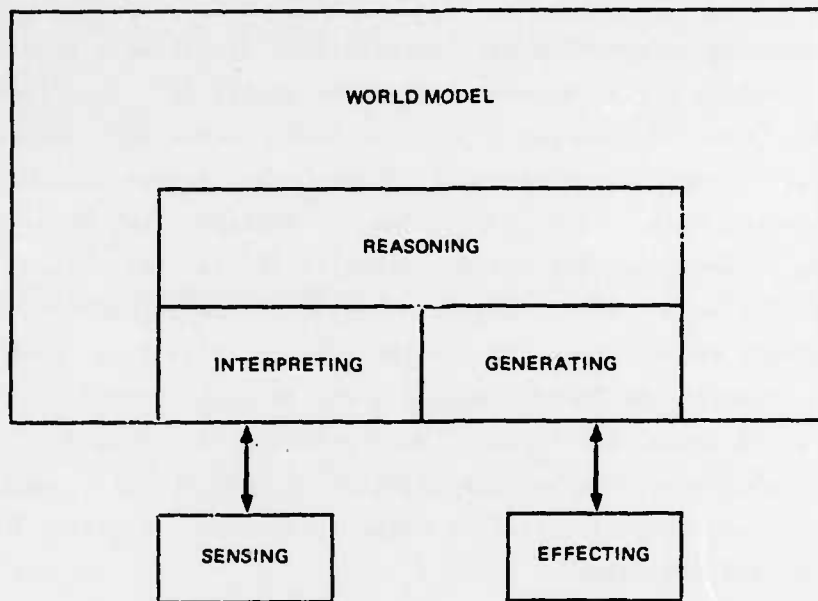 WORLD MODEL
REASONING
INTERPRETING GENERATING
SENSING EFFECTING